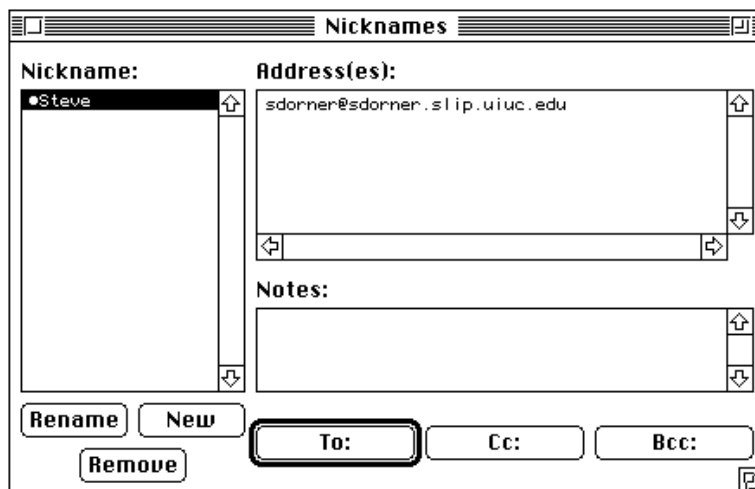 Nicknames
Nickname:
Address(es):
•Steve
sdorner@sdorner.slip.uiuc.edu
Notes:
Rename
New
To:
Cc:
Bcc:
Remove